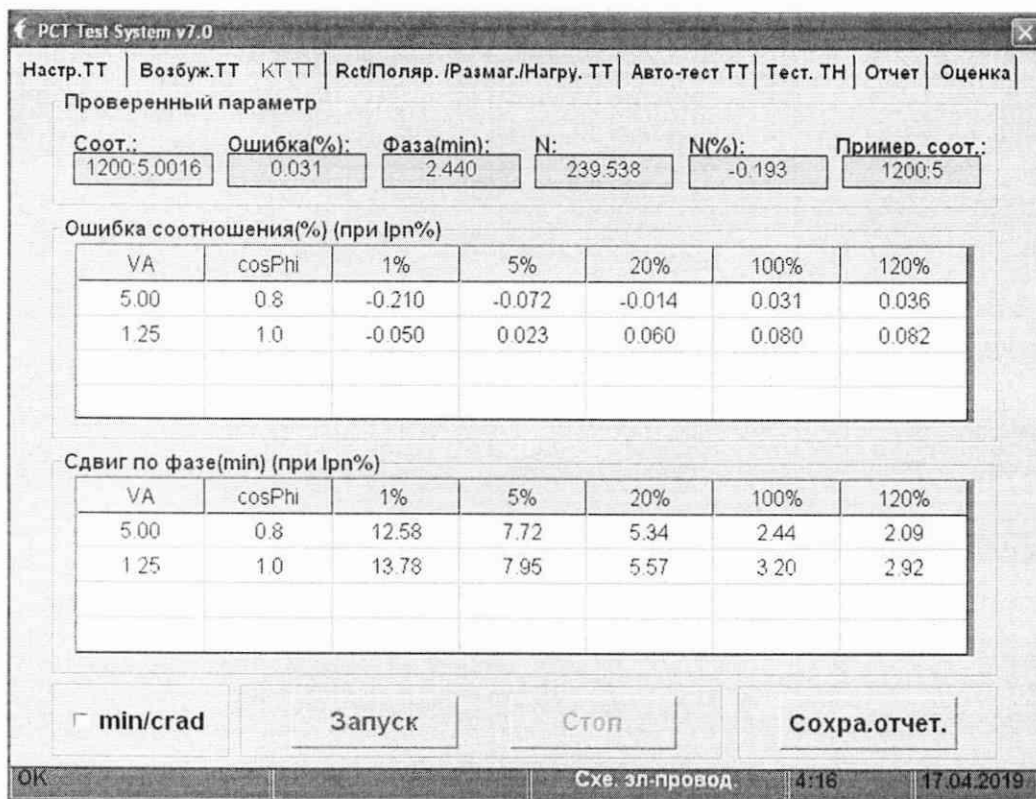 PCT Test System v7.0
Настр.ТТ Возбуж.ТТ КТ ТТ Rct/Поляр. /Размаг./Нагру. ТТ Авто-тест ТТ Тест. ТН Отчет Оценка
Проверенный параметр
Соот.: Ошибка(%): Фаза(min): N: N(%): Пример. соот.:
1200:5.0016 0.031 2.440 239.538 -0.193 1200:5
Ошибка соотношения(%) (при Ipn%)
VA cosPhi 1% 5% 20% 100% 120%
5.00 0.8 -0.210 -0.072 -0.014 0.031 0.036
1.25 1.0 -0.050 0.023 0.060 0.080 0.082
Сдвиг по фазе(min) (при Ipn%)
VA cosPhi 1% 5% 20% 100% 120%
5.00 0.8 12.58 7.72 5.34 2.44 2.09
1.25 1.0 13.78 7.95 5.57 3.20 2.92
min/crad Запуск Стоп Сохра.отчет.
OK Схе. эл-провод. 4:16 17.04.2019